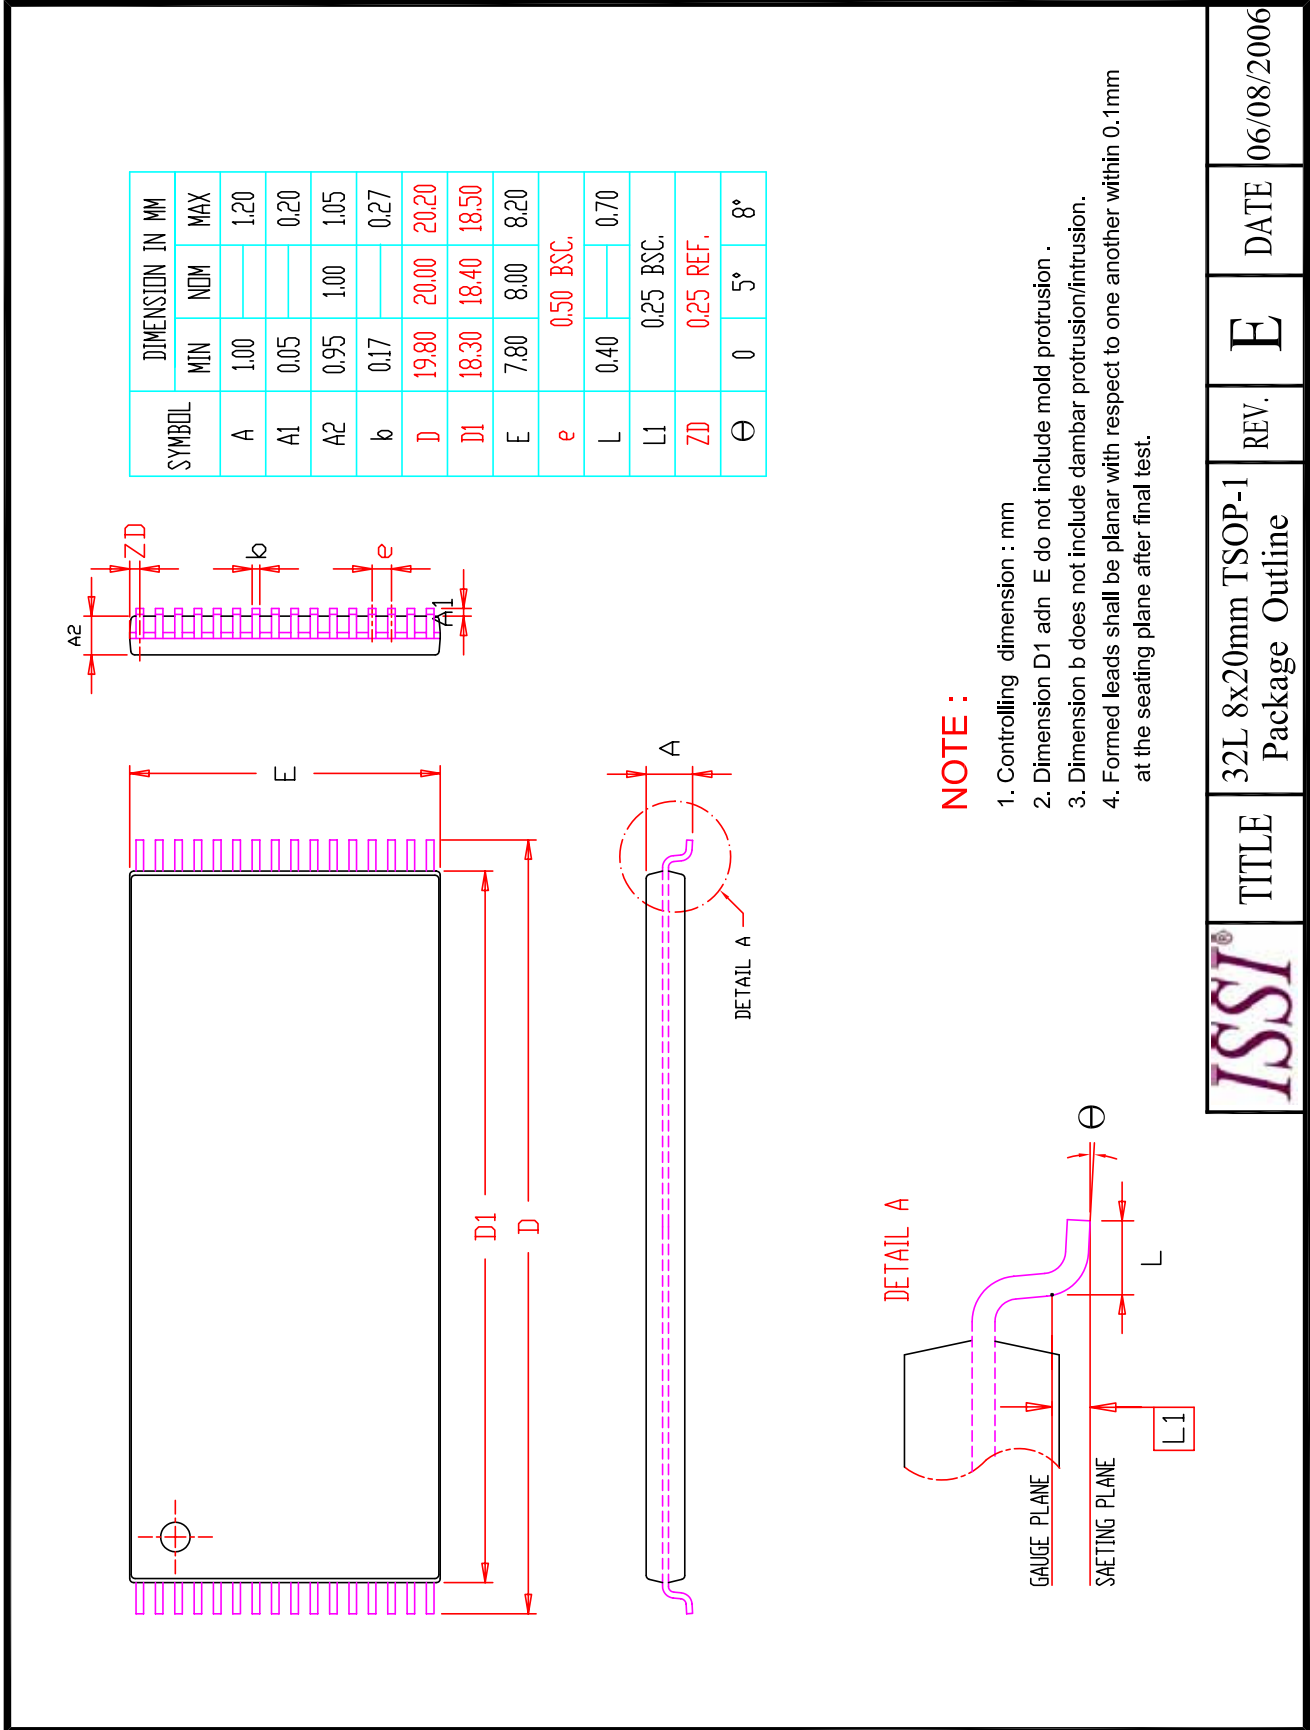 A2
ZD
b
e
A1
E
D1
D
A
DETAIL A
SYMBOL DIMENSION IN MM
MIN NOM MAX
A 1.00 1.20
A1 0.05 0.20
A2 0.95 1.00 1.05
b 0.17 0.27
D 19.80 20.00 20.20
D1 18.30 18.40 18.50
E 7.80 8.00 8.20
e 0.50 BSC.
L 0.40 0.70
L1 0.25 BSC.
ZD 0.25 REF.
Θ 0 5° 8°
DETAIL A
GAUGE PLANE
SAETING PLANE
L1
L
Θ
NOTE :
1. Controlling dimension : mm
2. Dimension D1 adn E do not include mold protrusion .
3. Dimension b does not include dambar protrusion/intrusion.
4. Formed leads shall be planar with respect to one another within 0.1mm
at the seating plane after final test.
ISSI®
TITLE
32L 8x20mm TSOP-1
Package Outline
REV.
E
DATE
06/08/2006